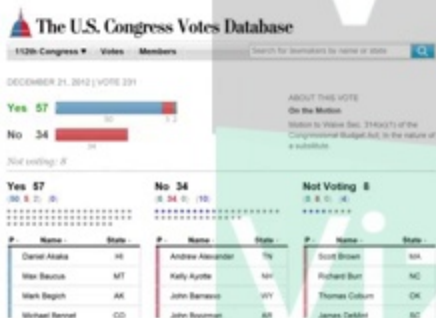 The U.S. Congress Votes Database
112th Congress ▼ Votes Members
Search for lawmakers by name or state
DECEMBER 21, 2012 | VOTE 231
Yes 57
50
No 34
34
Not voting: 8
ABOUT THIS VOTE
On the Motion
Motion to Waive Sec.
Congressional Budget Act. In the nature of
a substitute.
Yes 57
No 34
Not Voting 8
P Name State
Daniel Akaka HI
Max Baucus MT
Mark Begich AK
Michael Bennet CO
P Name State
Andrew Alexander TN
Kelly Ayotte NH
John Barrasso WY
John Boozman AR
P Name State
Scott Brown MA
Richard Burr NC
Thomas Coburn OK
James DeMint SC
Viz